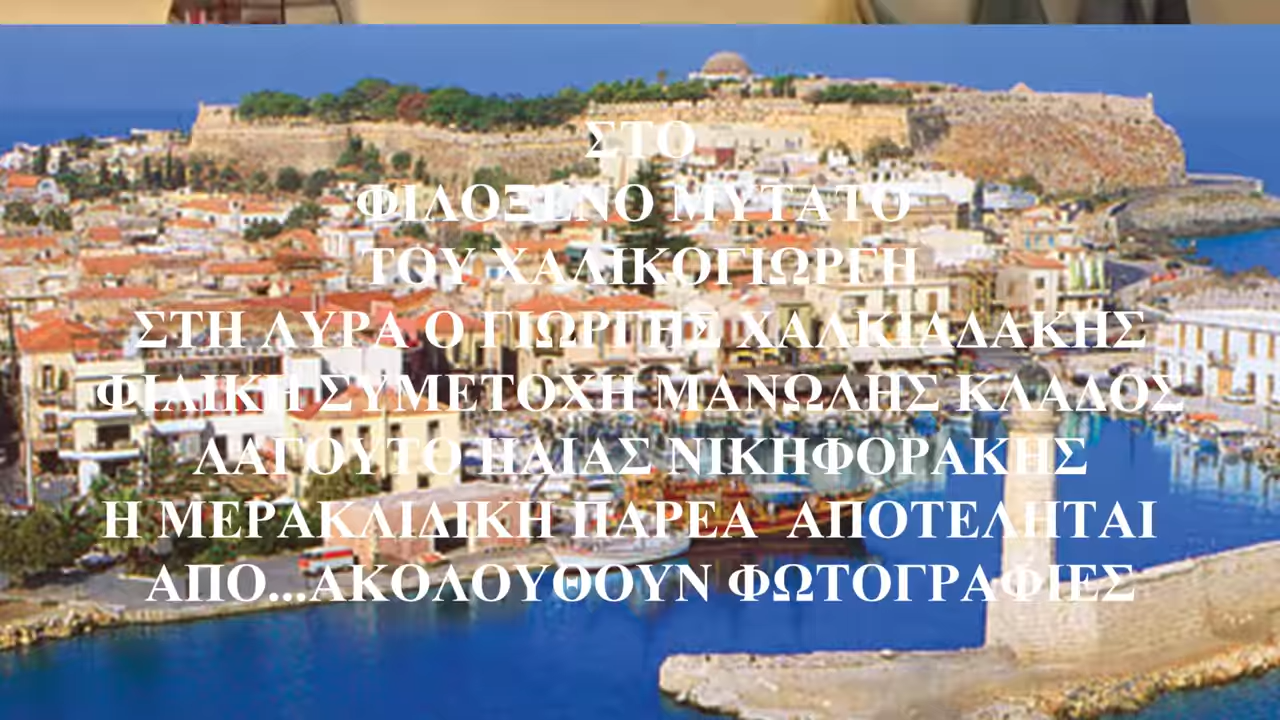 ΣΤΟ
ΦΙΛΟΞΕΝΟ ΜΥΤΑΤΟ
ΤΟΥ ΧΑΛΙΚΟΓΙΩΡΓΗ
ΣΤΗ ΛΥΡΑ Ο ΓΙΩΡΓΗΣ ΧΑΛΚΙΑΔΑΚΗΣ
ΦΙΛΙΚΗ ΣΥΜΕΤΟΧΗ ΜΑΝΩΛΗΣ ΚΛΑΔΟΣ
ΛΑΓΟΥΤΟ ΗΛΙΑΣ ΝΙΚΗΦΟΡΑΚΗΣ
Η ΜΕΡΑΚΛΙΔΙΚΗ ΠΑΡΕΑ ΑΠΟΤΕΛΗΤΑΙ
ΑΠΟ...ΑΚΟΛΟΥΘΟΥΝ ΦΩΤΟΓΡΑΦΙΕΣ